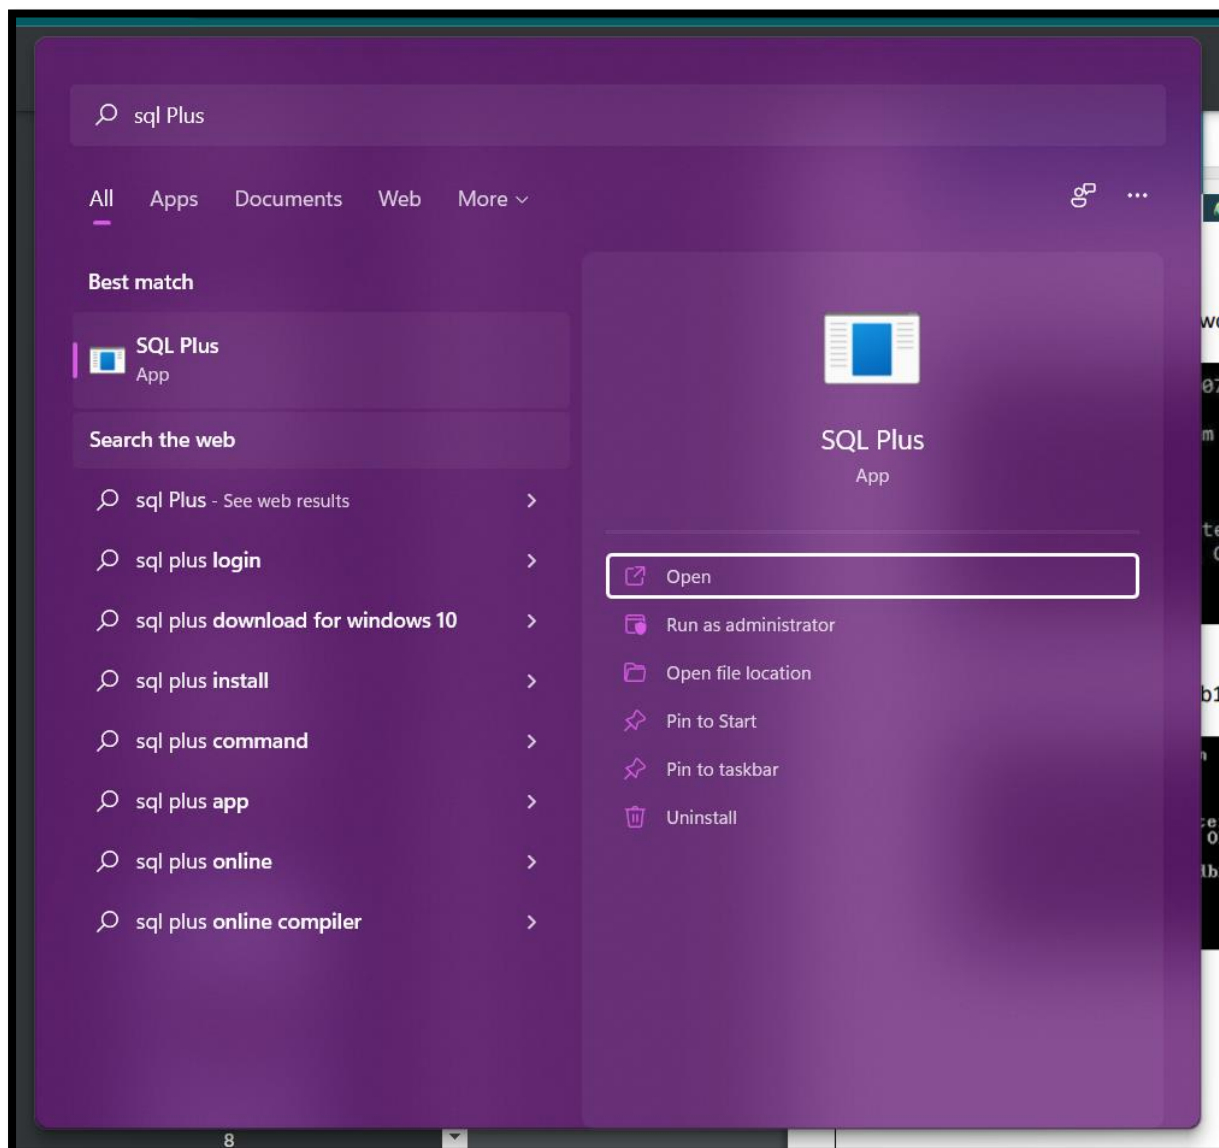 sql Plus
All Apps Documents Web More
Best match
SQL Plus
App
Search the web
sql Plus - See web results
sql plus login
sql plus download for windows 10
sql plus install
sql plus command
sql plus app
sql plus online
sql plus online compiler
SQL Plus
App
Open
Run as administrator
Open file location
Pin to Start
Pin to taskbar
Uninstall
8